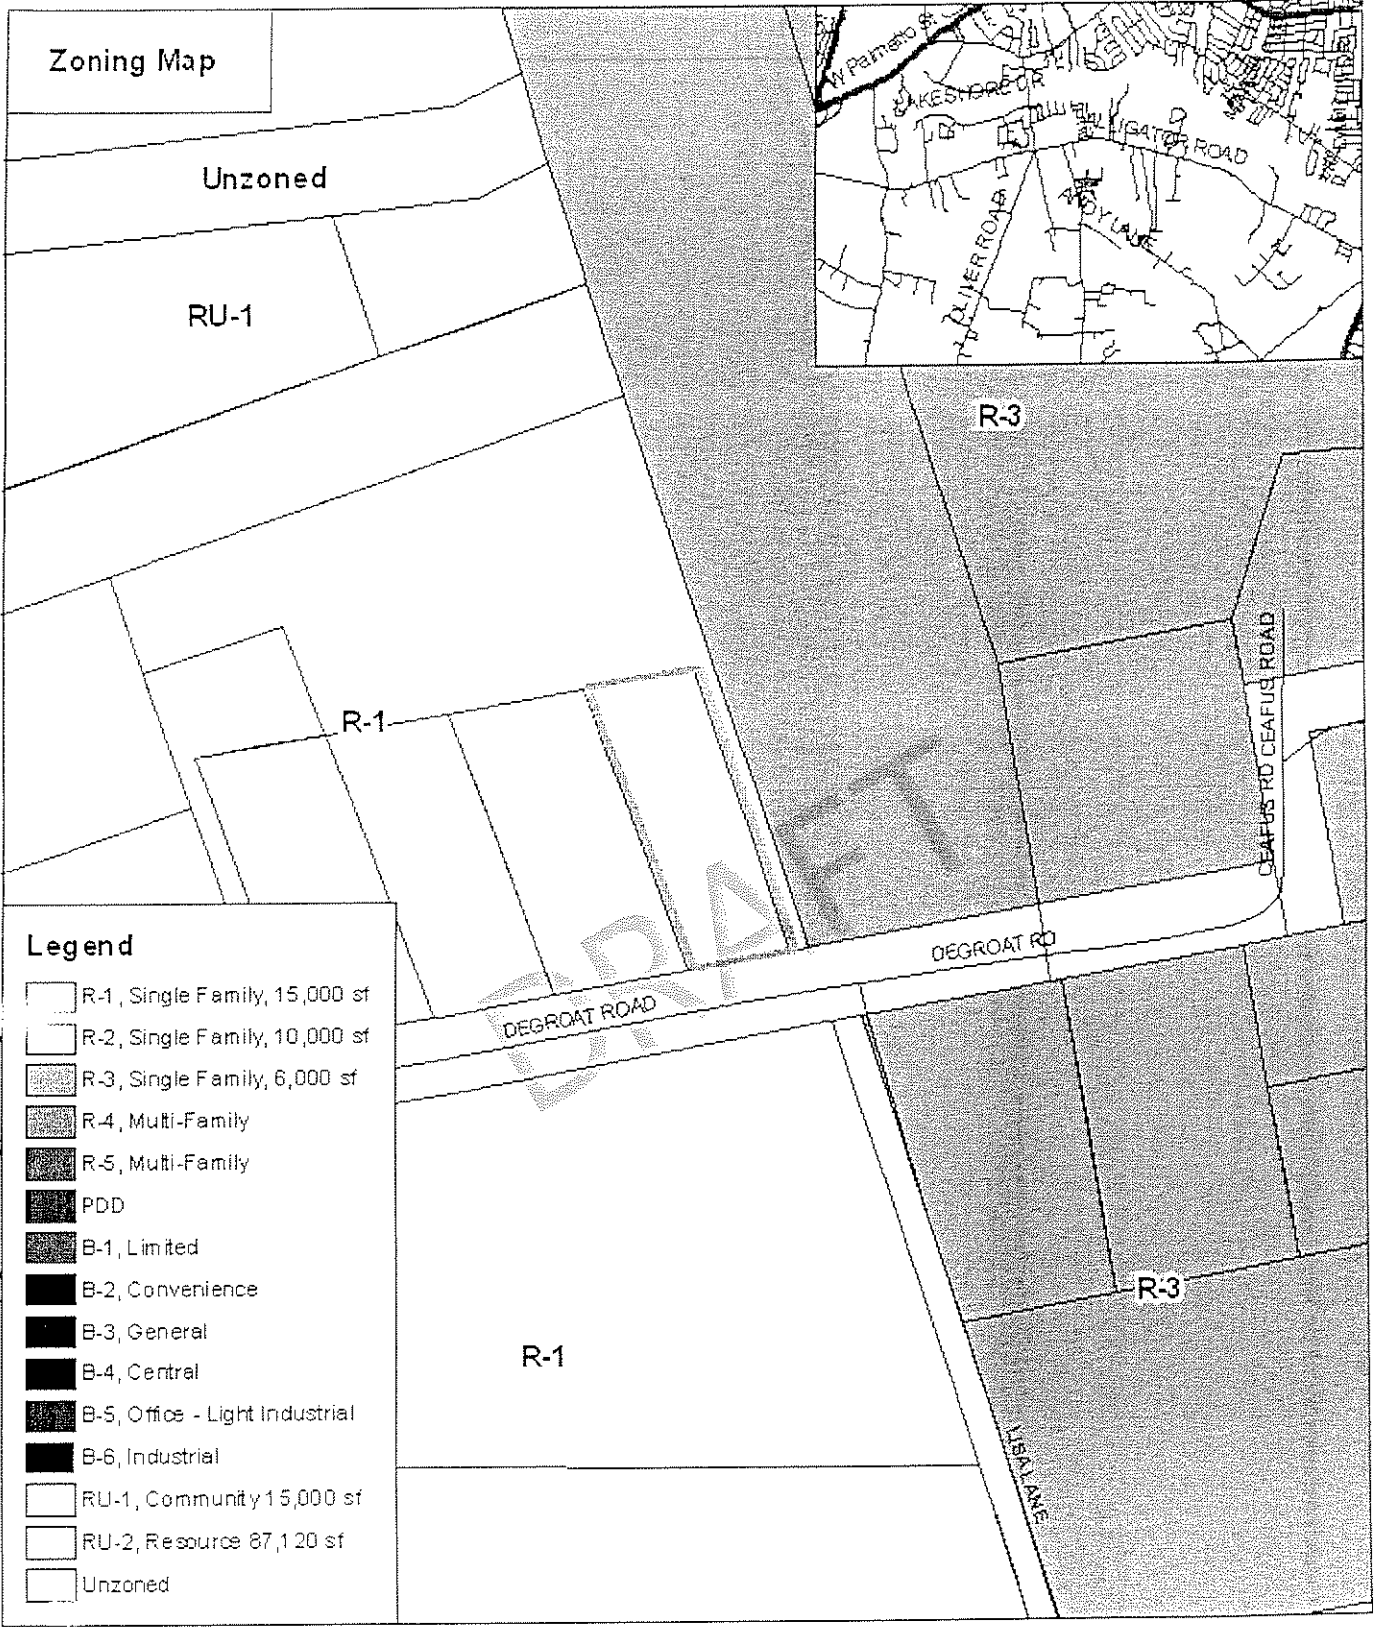 Zoning Map
W Palmetto St
LAKESHORE DR
ALLIGATOR ROAD
ANDY LANE
OLIVER ROAD
Unzoned
RU-1
R-3
R-1
CEAFUS RD CEAFUS ROAD
DRAFT
DEGROAT RD
DEGROAT ROAD
R-3
R-1
LISA LANE
Legend
R-1, Single Family, 15,000 sf
R-2, Single Family, 10,000 sf
R-3, Single Family, 6,000 sf
R-4, Multi-Family
R-5, Multi-Family
PDD
B-1, Limited
B-2, Convenience
B-3, General
B-4, Central
B-5, Office - Light Industrial
B-6, Industrial
RU-1, Community 15,000 sf
RU-2, Resource 87,120 sf
Unzoned